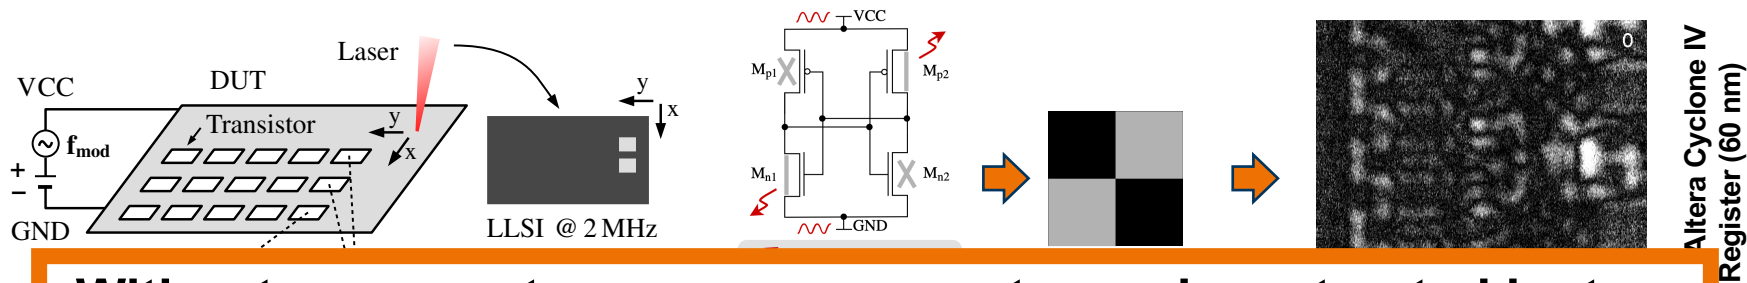 Laser
VCC
DUT
y
x
Transistor
f_mod
y
x
+
−
GND
LLSI @ 2 MHz
VCC
M_p1
M_p2
M_n1
M_n2
GND
0
Altera Cyclone IV
Register (60 nm)